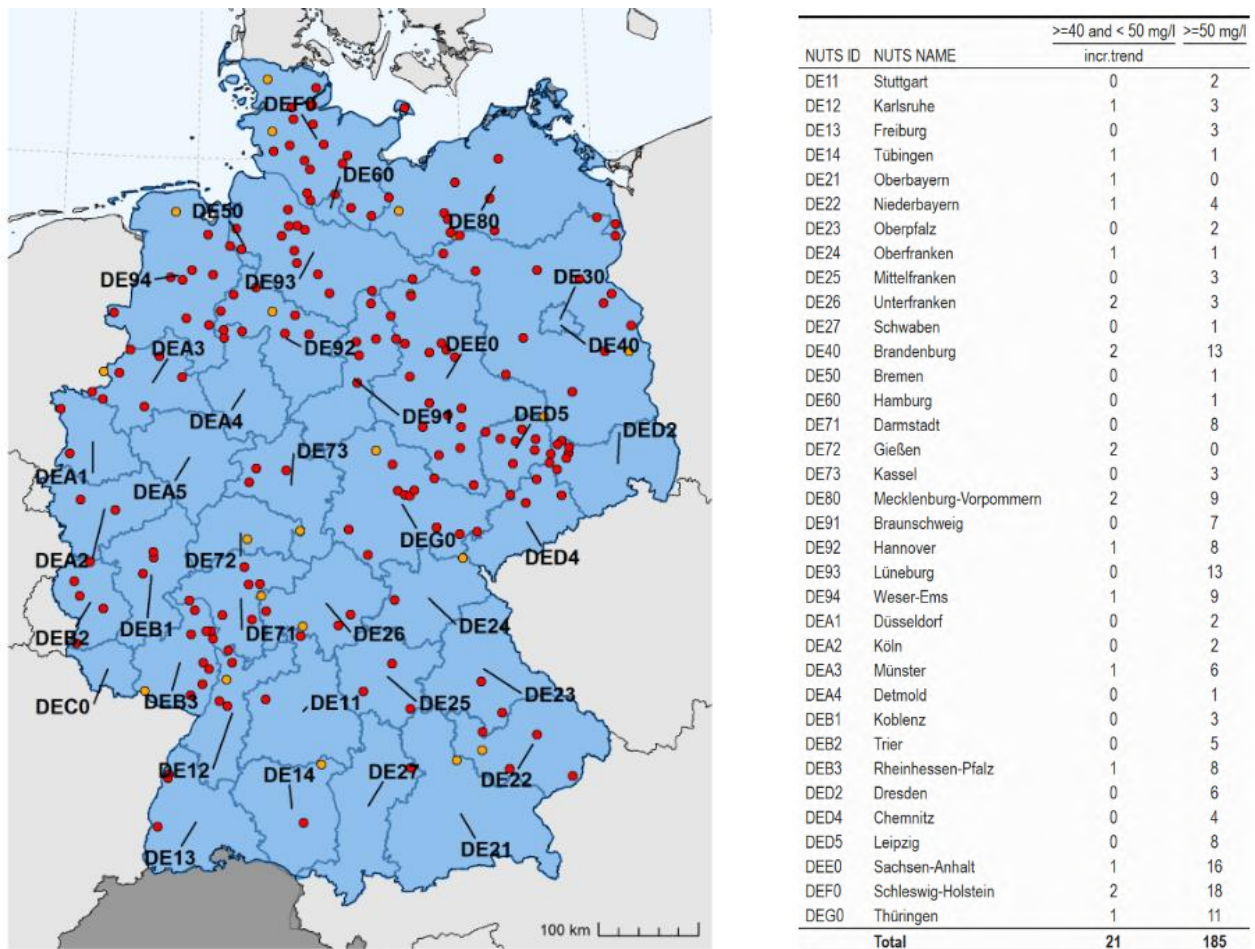 DEF0
DE60
DE50
DE80
DE94
DE93
DE30
DEA3
DE92
DEE0
DE40
DEA4
DE91
DED5
DED2
DE73
DEA1
DEA5
DEG0
DEA2
DE72
DED4
DEB2
DEB1
DE71
DE26
DE24
DEC0
DEB3
DE11
DE25
DE23
DE12
DE14
DE27
DE22
DE13
DE21
100 km
>=40 and < 50 mg/l >=50 mg/l
NUTS ID NUTS NAME incr.trend
DE11 Stuttgart 0 2
DE12 Karlsruhe 1 3
DE13 Freiburg 0 3
DE14 Tübingen 1 1
DE21 Oberbayern 1 0
DE22 Niederbayern 1 4
DE23 Oberpfalz 0 2
DE24 Oberfranken 1 1
DE25 Mittelfranken 0 3
DE26 Unterfranken 2 3
DE27 Schwaben 0 1
DE40 Brandenburg 2 13
DE50 Bremen 0 1
DE60 Hamburg 0 1
DE71 Darmstadt 0 8
DE72 Gießen 2 0
DE73 Kassel 0 3
DE80 Mecklenburg-Vorpommern 2 9
DE91 Braunschweig 0 7
DE92 Hannover 1 8
DE93 Lüneburg 0 13
DE94 Weser-Ems 1 9
DEA1 Düsseldorf 0 2
DEA2 Köln 0 2
DEA3 Münster 1 6
DEA4 Detmold 0 1
DEB1 Koblenz 0 3
DEB2 Trier 0 5
DEB3 Rheinhessen-Pfalz 1 8
DED2 Dresden 0 6
DED4 Chemnitz 0 4
DED5 Leipzig 0 8
DEE0 Sachsen-Anhalt 1 16
DEF0 Schleswig-Holstein 2 18
DEG0 Thüringen 1 11
Total 21 185